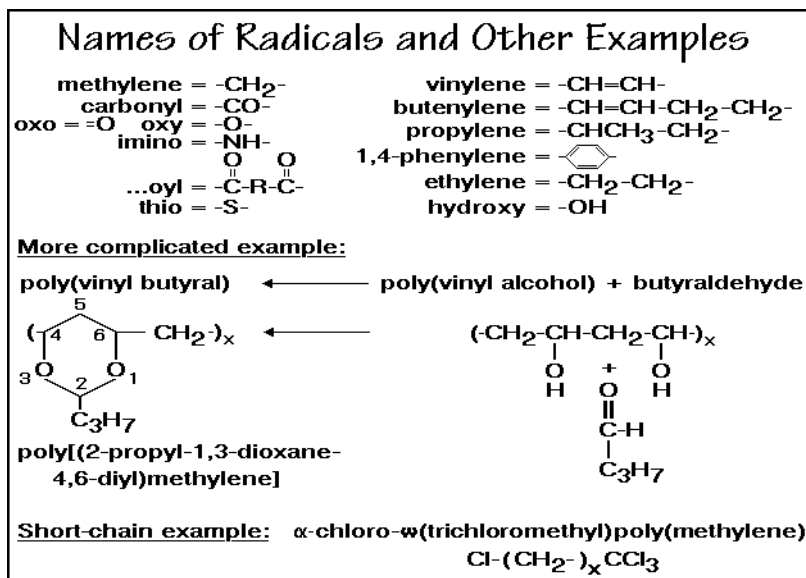 Names of Radicals and Other Examples
methylene = -CH₂-
carbonyl = -CO-
oxo = =O oxy = -O-
imino = -NH-
O O
...oyl = -C-R-C-
thio = -S-
vinylene = -CH=CH-
butenylene = -CH=CH-CH₂-CH₂-
propylene = -CHCH₃-CH₂-
1,4-phenylene =
ethylene = -CH₂-CH₂-
hydroxy = -OH
More complicated example:
poly(vinyl butyral) ← poly(vinyl alcohol) + butyraldehyde
5
(- 4 6 CH₂-)ₓ ←
O O
3 2 1
C₃H₇
(-CH₂-CH-CH₂-CH-)ₓ
O + O
H O H
C-H
C₃H₇
poly[(2-propyl-1,3-dioxane-
4,6-diyl)methylene]
Short-chain example: α-chloro-w(trichloromethyl)poly(methylene)
Cl-(CH₂-)ₓCCl₃